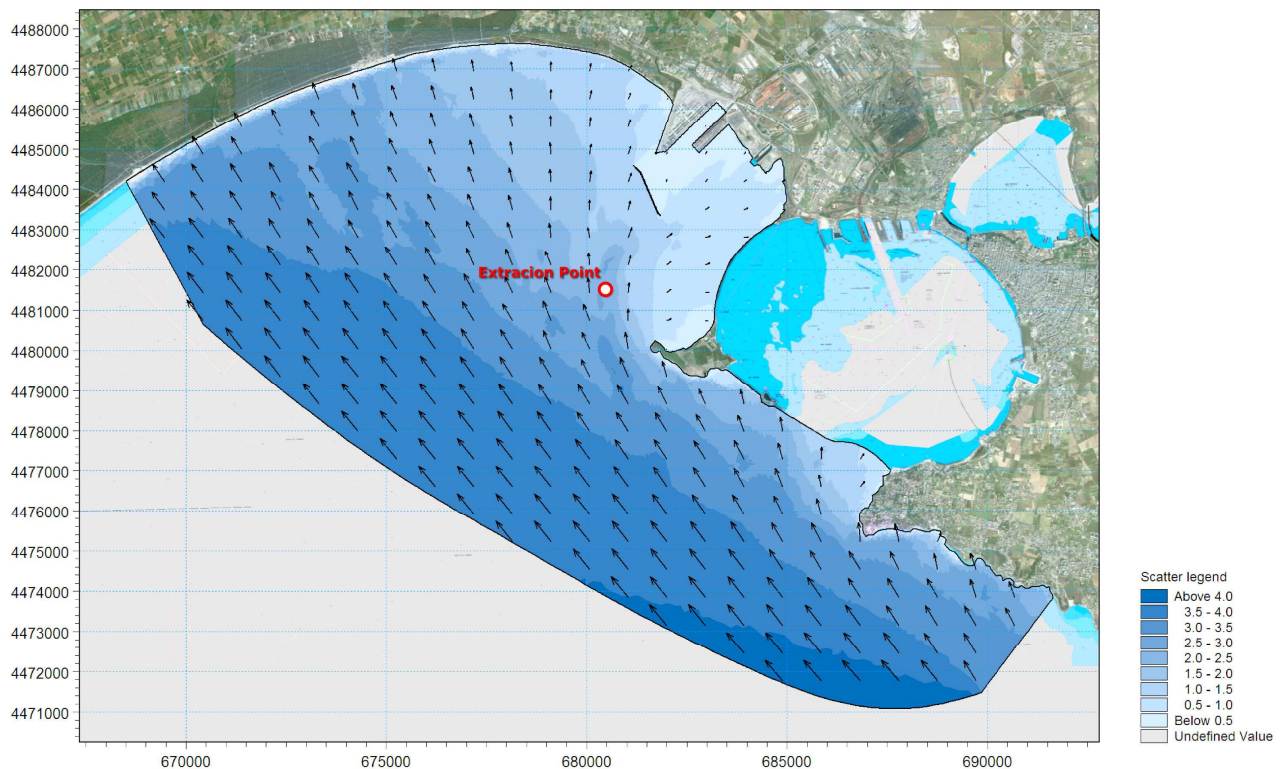 4488000
4487000
4486000
4485000
4484000
4483000
4482000
4481000
4480000
4479000
4478000
4477000
4476000
4475000
4474000
4473000
4472000
4471000
Extracion Point
670000 675000 680000 685000 690000
Scatter legend
Above 4.0
3.5 - 4.0
3.0 - 3.5
2.5 - 3.0
2.0 - 2.5
1.5 - 2.0
1.0 - 1.5
0.5 - 1.0
Below 0.5
Undefined Value